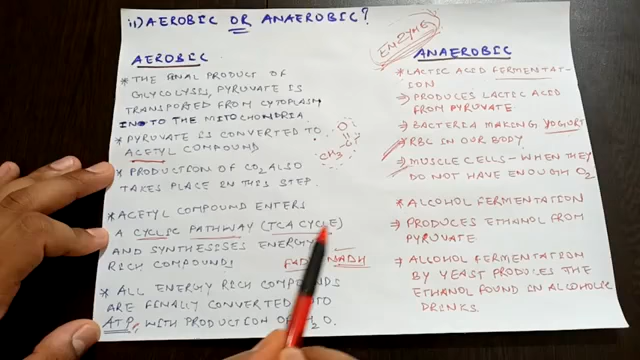 ii) AEROBIC OR ANAEROBIC?
AEROBIC
* THE FINAL PRODUCT OF
GLYCOLYSIS, PYRUVATE IS
TRANSPORTED FROM CYTOPLASM
INTO THE MITOCHONDRIA
* PYRUVATE IS CONVERTED TO
ACETYL COMPOUND
* PRODUCTION OF CO2 ALSO
TAKES PLACE IN THIS STEP.
* ACETYL COMPOUND ENTERS
A CYCLIC PATHWAY (TCA CYCLE)
AND SYNTHESISES ENERGY
RICH COMPOUNDS
NADH
* ALL ENERGY RICH COMPOUNDS
ARE FINALLY CONVERTED INTO
ATP, WITH PRODUCTION OF H2O.
O
C
CH3
ENZYME
ANAEROBIC
* LACTIC ACID FERMENTAT-
ION
→ PRODUCES LACTIC ACID
FROM PYRUVATE
→ BACTERIA MAKING YOGURT
→ RBC IN OUR BODY
→ MUSCLE CELLS - WHEN THEY
DO NOT HAVE ENOUGH O2
* ALCOHOL FERMENTATION
→ PRODUCES ETHANOL FROM
PYRUVATE
→ ALCOHOL FERMENTATION
BY YEAST PRODUCES THE
ETHANOL FOUND IN ALCOHOLIC
DRINKS.